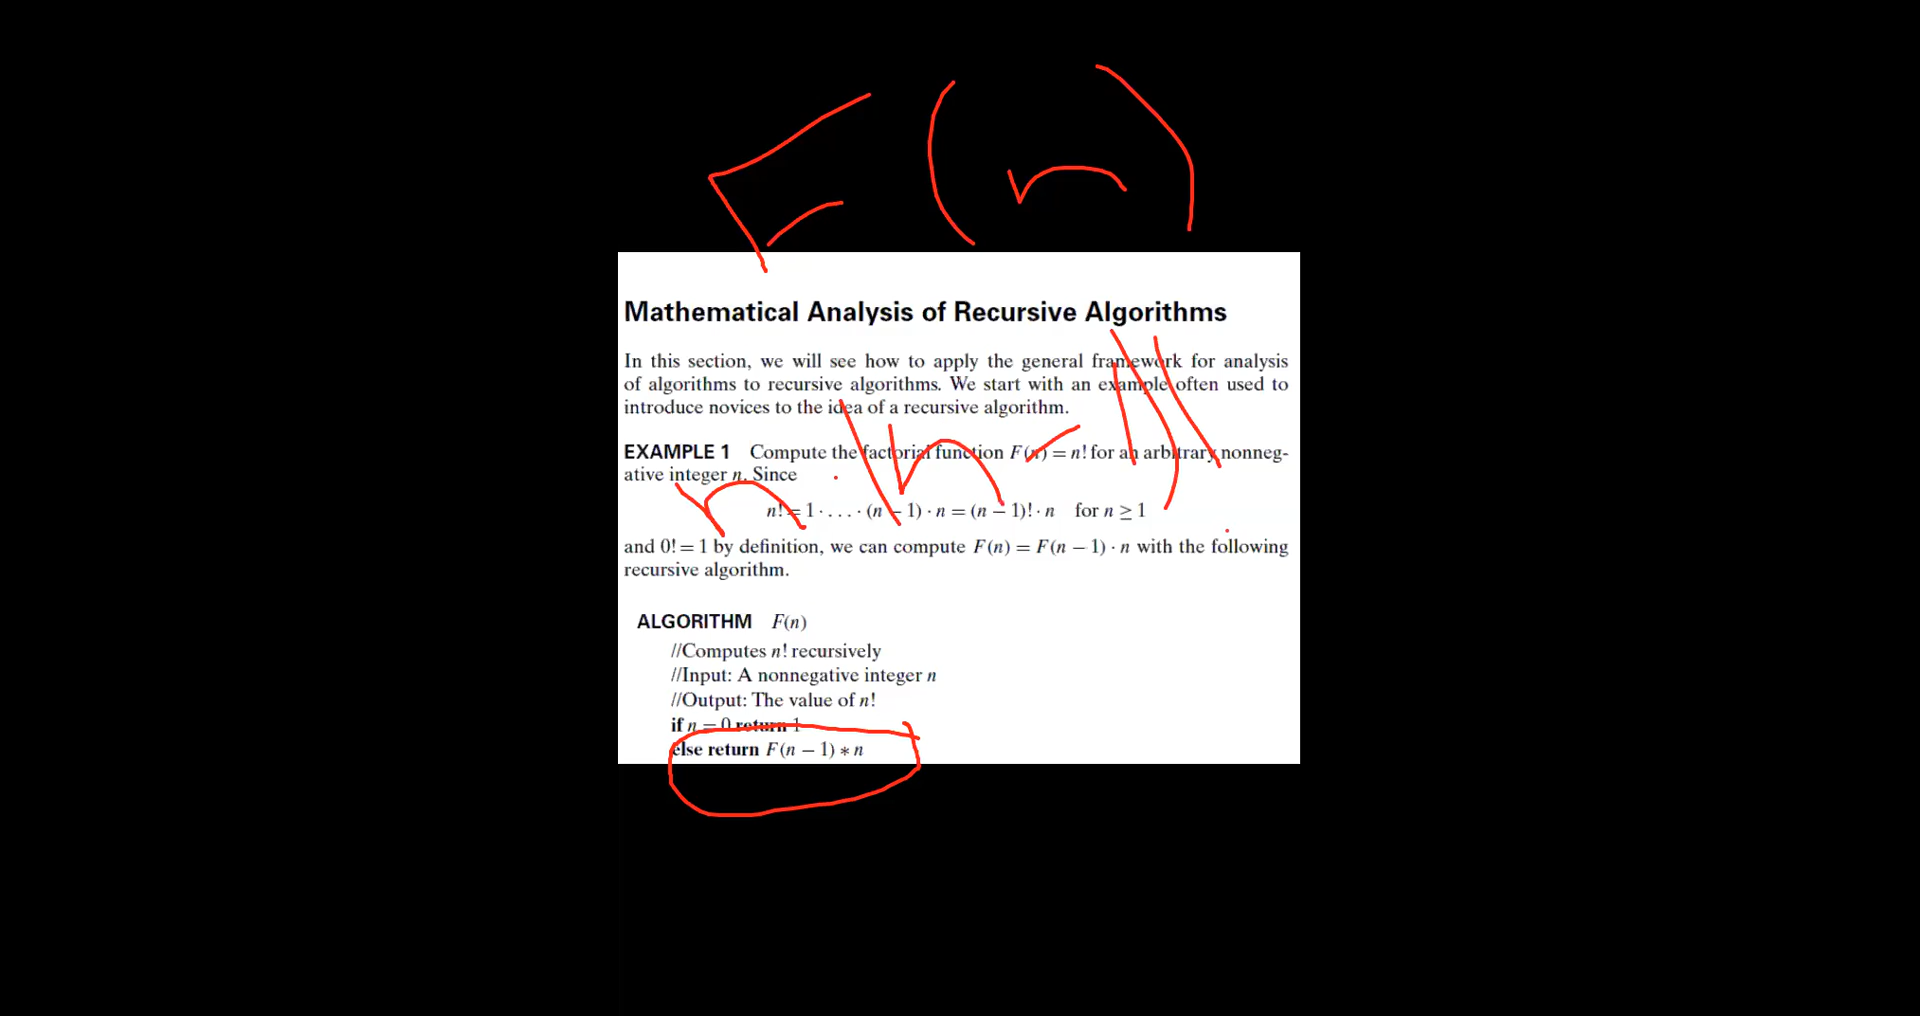 F(n)
Mathematical Analysis of Recursive Algorithms
In this section, we will see how to apply the general framework for analysis
of algorithms to recursive algorithms. We start with an example often used to
introduce novices to the idea of a recursive algorithm.
EXAMPLE 1 Compute the factorial function F(n) = n! for an arbitrary nonneg-
ative integer n. Since
n! = 1 · . . . . · (n − 1) · n = (n − 1)! · n for n ≥ 1
n · (n-1)!
and 0! = 1 by definition, we can compute F(n) = F(n − 1) · n with the following
recursive algorithm.
ALGORITHM F(n)
//Computes n! recursively
//Input: A nonnegative integer n
//Output: The value of n!
if n = 0 return 1
else return F(n − 1) ∗ n